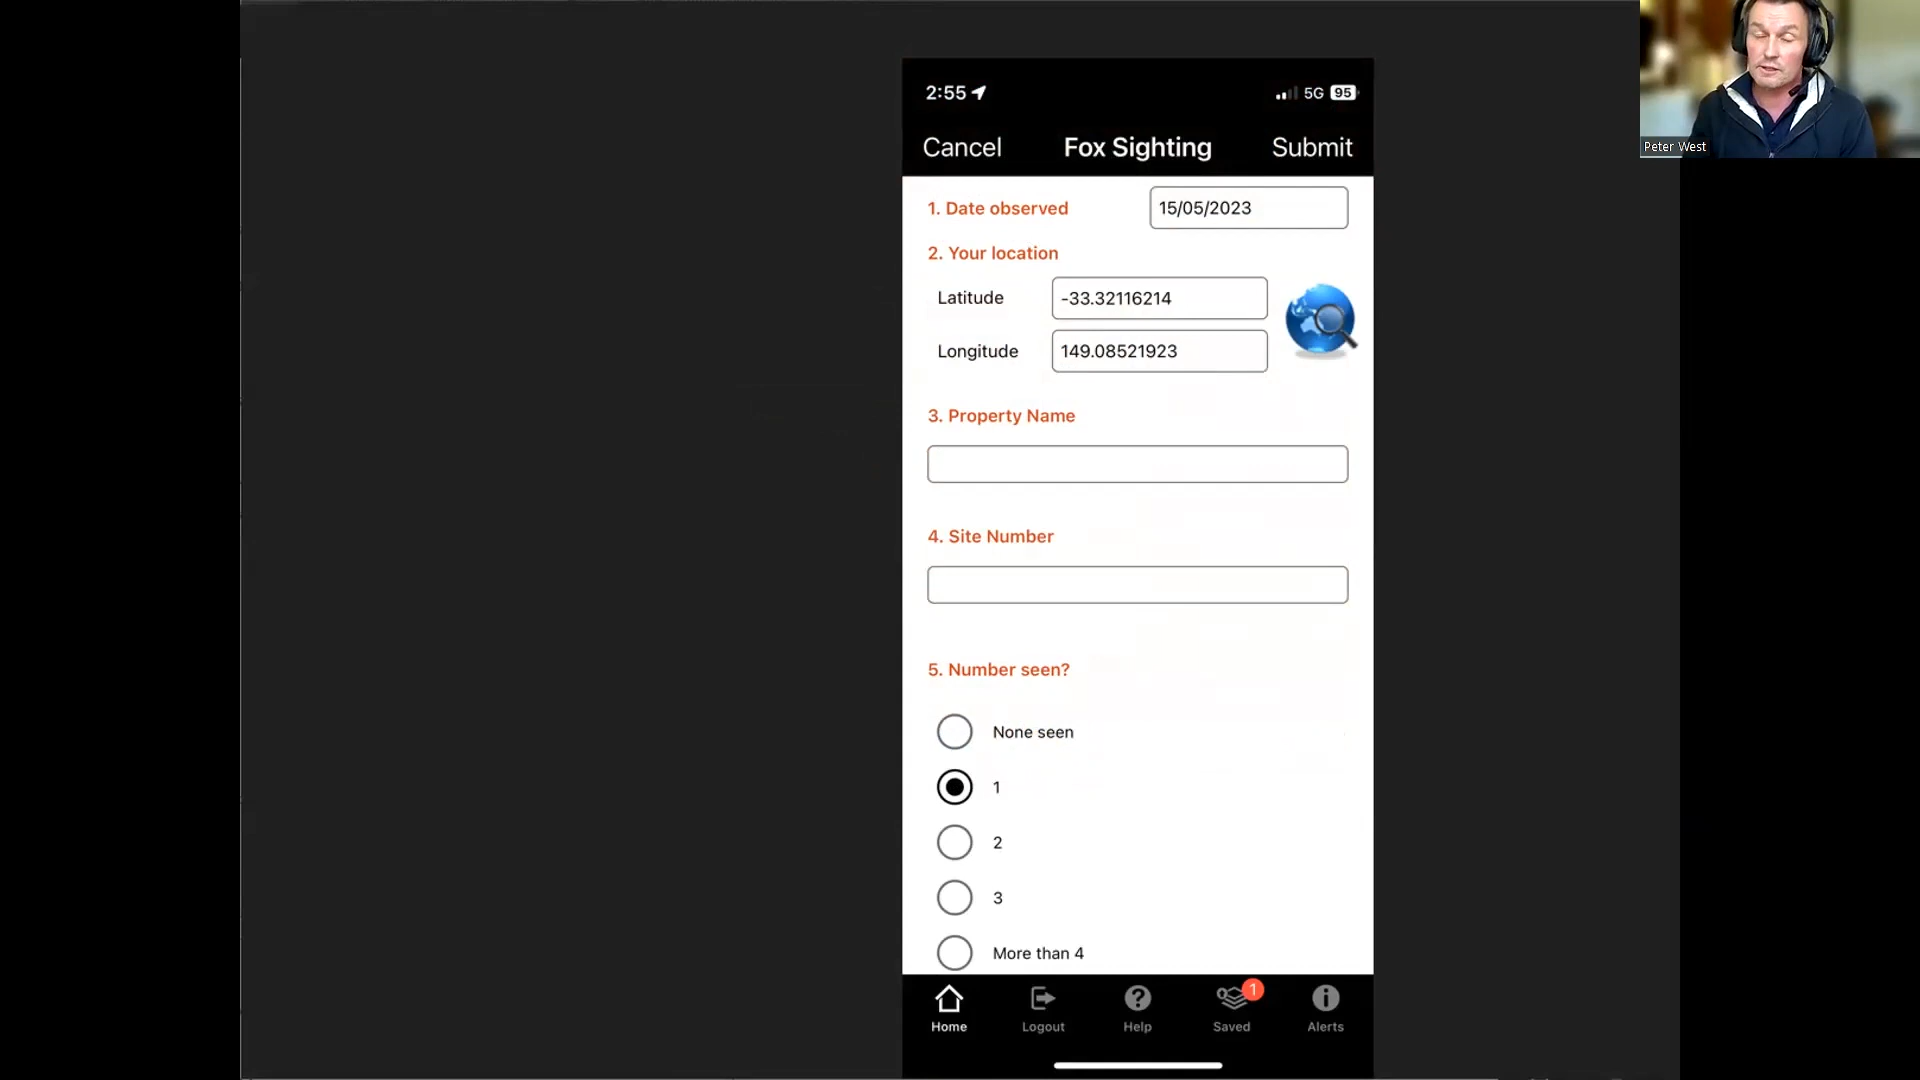 2:55
5G 95
Cancel Fox Sighting Submit
1. Date observed 15/05/2023
2. Your location
Latitude -33.32116214
Longitude 149.08521923
3. Property Name
4. Site Number
5. Number seen?
None seen
1
2
3
More than 4
1
Home Logout Help Saved Alerts
Peter West